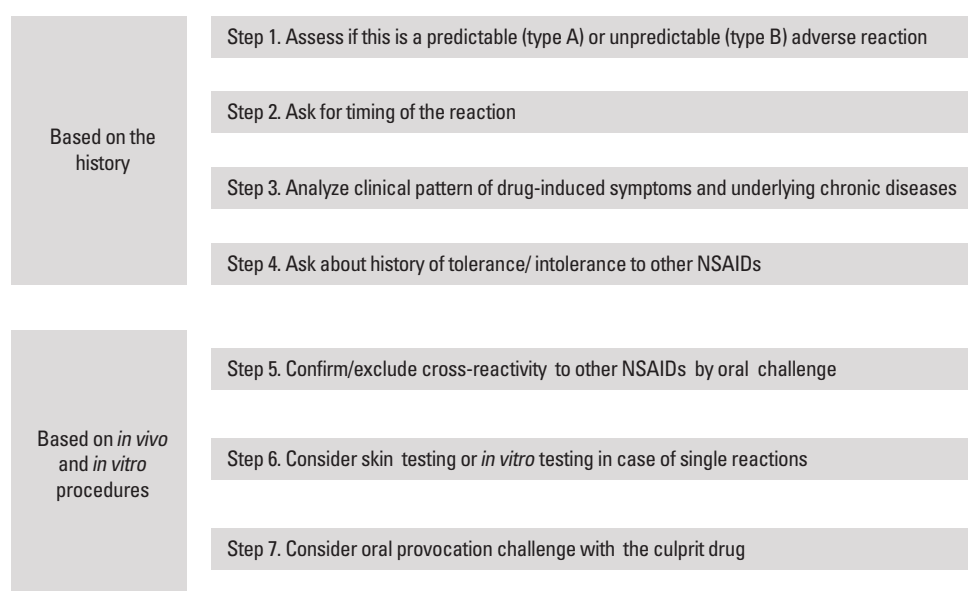 Based on the
history
Step 1. Assess if this is a predictable (type A) or unpredictable (type B) adverse reaction
Step 2. Ask for timing of the reaction
Step 3. Analyze clinical pattern of drug-induced symptoms and underlying chronic diseases
Step 4. Ask about history of tolerance/ intolerance to other NSAIDs
Based on in vivo
and in vitro
procedures
Step 5. Confirm/exclude cross-reactivity to other NSAIDs by oral challenge
Step 6. Consider skin testing or in vitro testing in case of single reactions
Step 7. Consider oral provocation challenge with the culprit drug